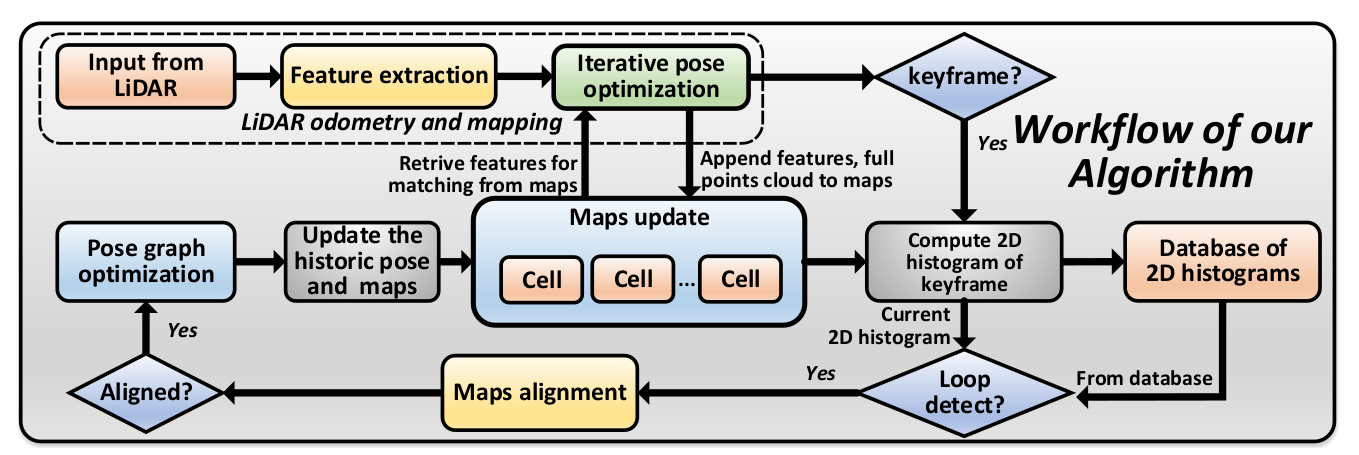 Input from
LiDAR
Feature extraction
Iterative pose
optimization
keyframe?
LiDAR odometry and mapping
Workflow of our
Algorithm
Yes
Retrive features for
matching from maps
Append features, full
points cloud to maps
Pose graph
optimization
Update the
historic pose
and maps
Maps update
Cell
Cell
...
Cell
Compute 2D
histogram of
keyframe
Database of
2D histograms
Yes
Current
2D histogram
Aligned?
Maps alignment
Yes
Loop
detect?
From database